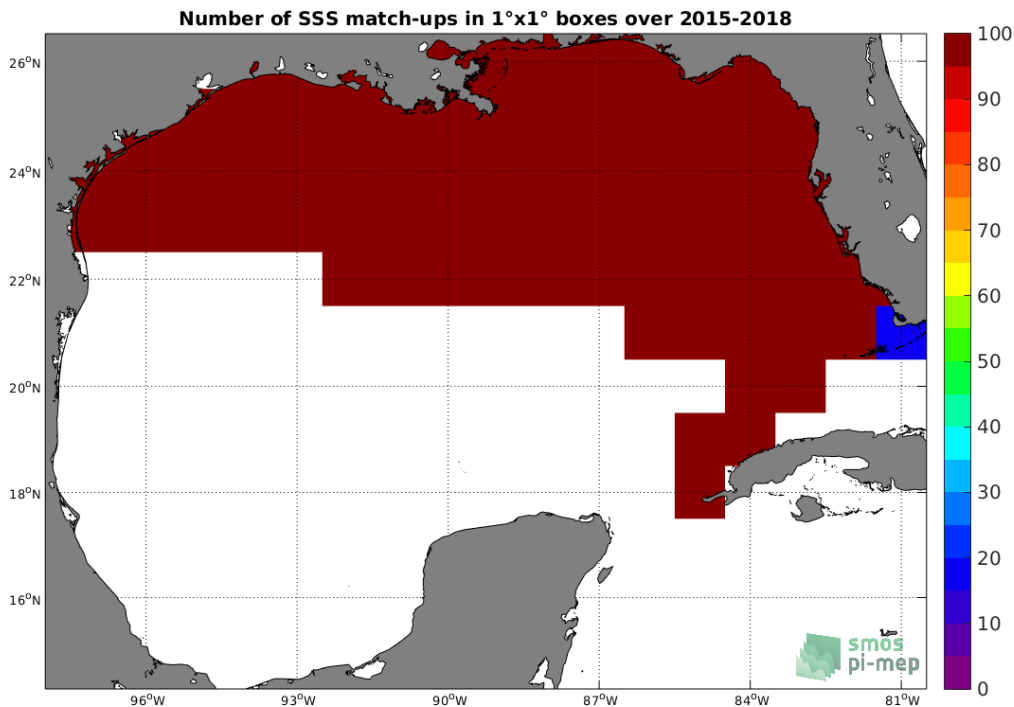 Number of SSS match-ups in 1°x1° boxes over 2015-2018
26°N
24°N
22°N
20°N
18°N
16°N
96°W
93°W
90°W
87°W
84°W
81°W
100
90
80
70
60
50
40
30
20
10
0
smos
pi-mep